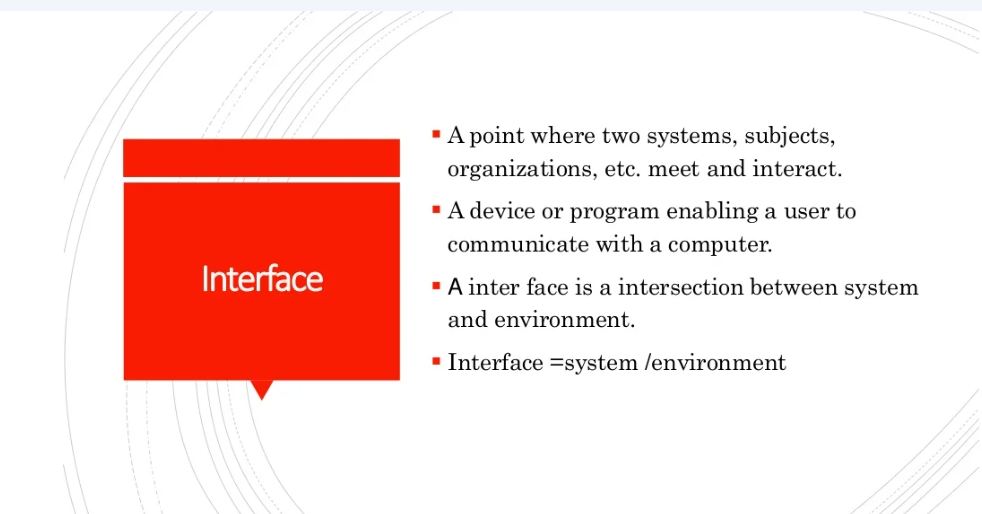 Interface
A point where two systems, subjects,
organizations, etc. meet and interact.
A device or program enabling a user to
communicate with a computer.
A inter face is a intersection between system
and environment.
Interface =system /environment